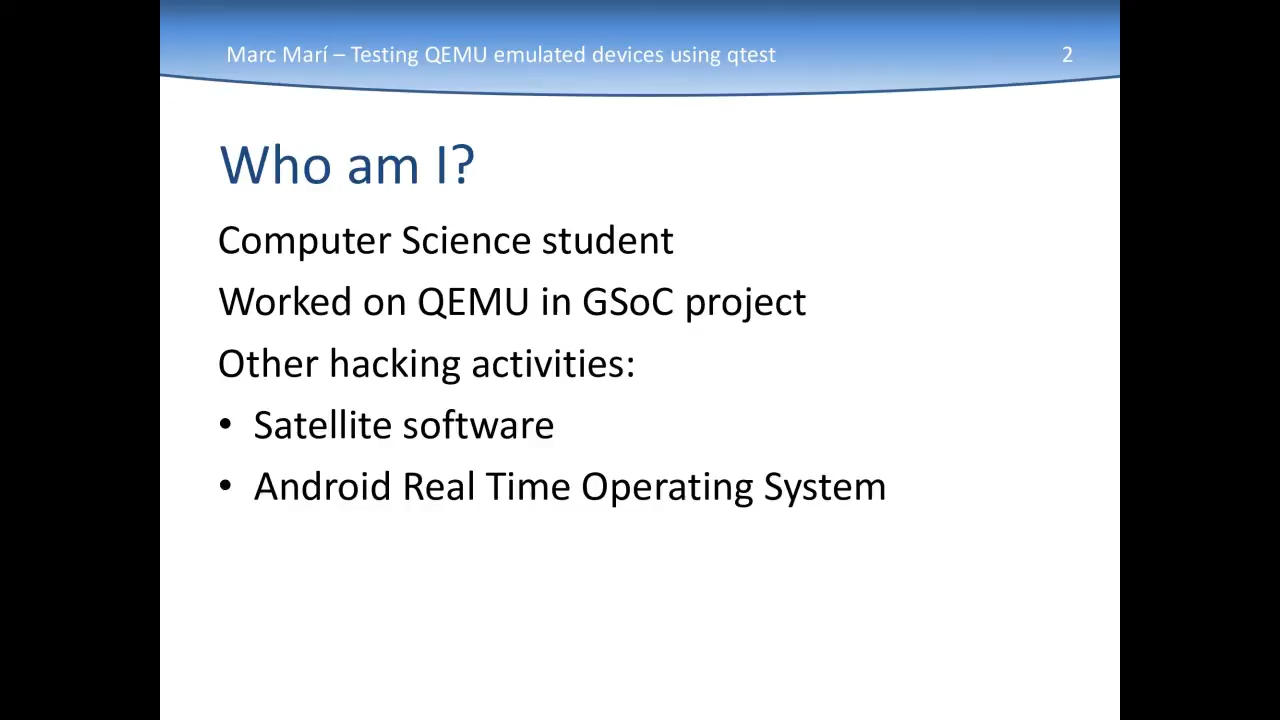 Marc Marí – Testing QEMU emulated devices using qtest 2
Who am I?
Computer Science student
Worked on QEMU in GSoC project
Other hacking activities:
• Satellite software
• Android Real Time Operating System